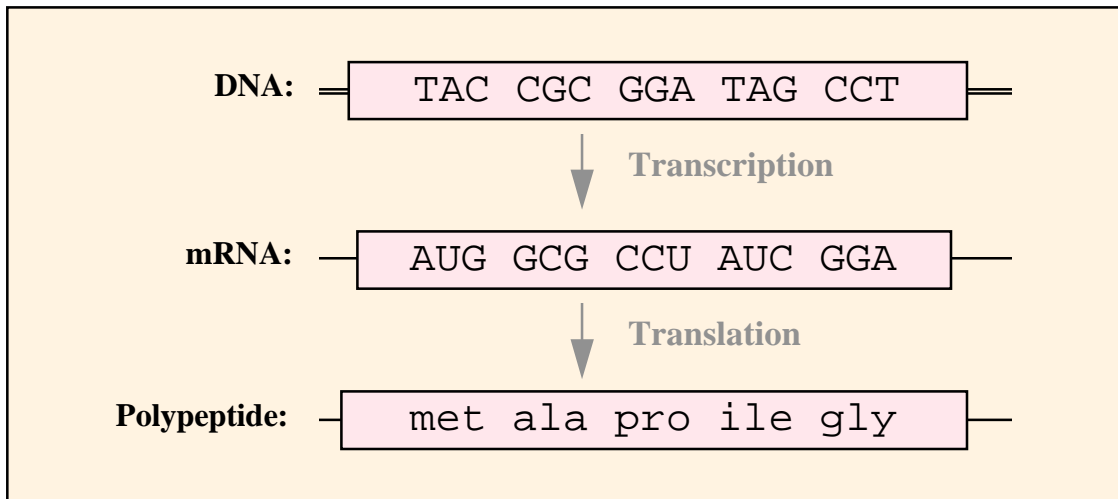 DNA: TAC CGC GGA TAG CCT
Transcription
mRNA: AUG GCG CCU AUC GGA
Translation
Polypeptide: met ala pro ile gly